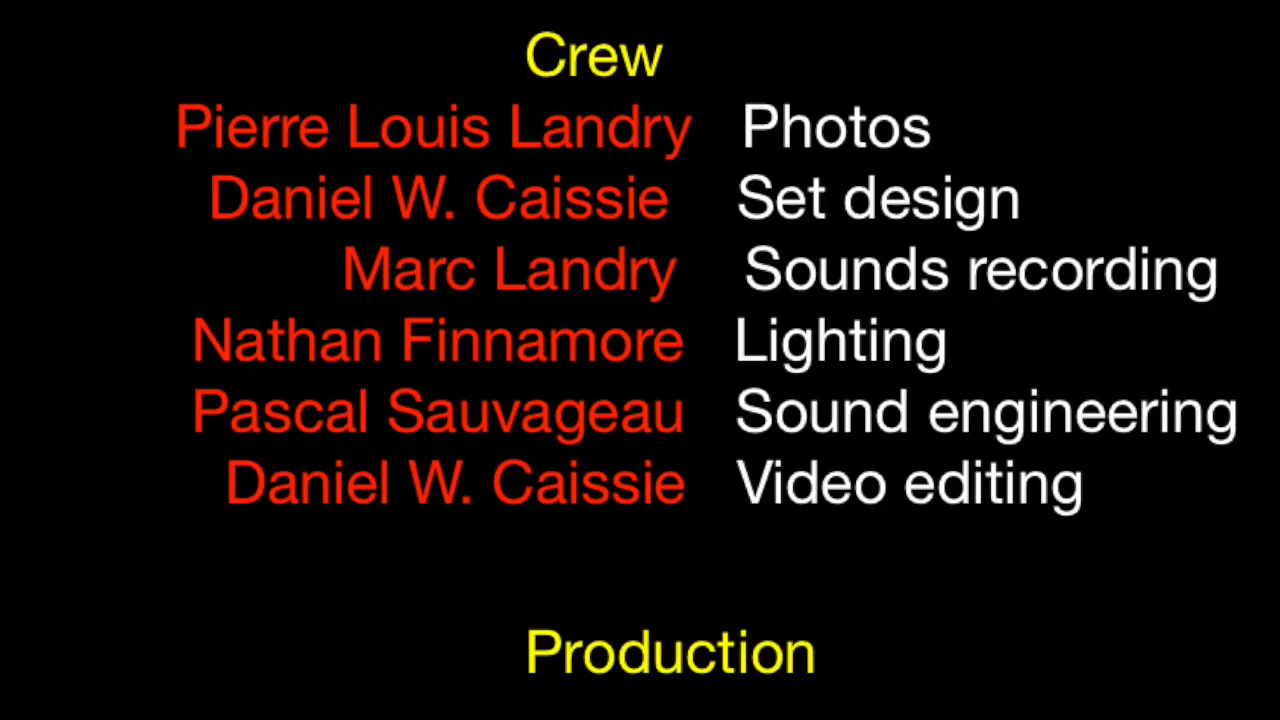 Crew
Pierre Louis Landry Photos
Daniel W. Caissie Set design
Marc Landry Sounds recording
Nathan Finnamore Lighting
Pascal Sauvageau Sound engineering
Daniel W. Caissie Video editing
Production